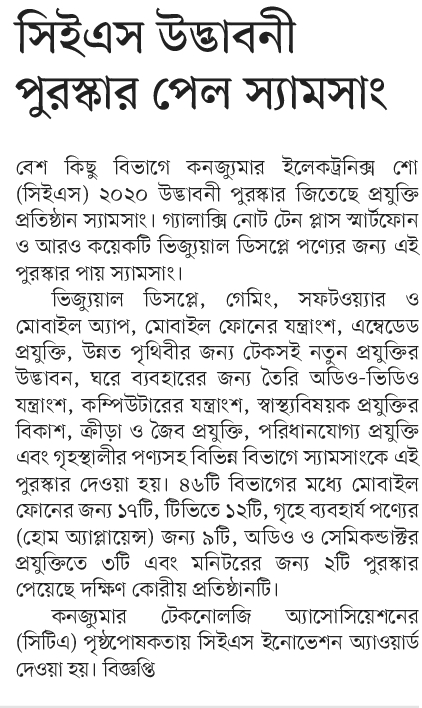 সিইএস উদ্ভাবনী
পুরস্কার পেল স্যামসাং
বেশ কিছু বিভাগে কনজ্যুমার ইলেকট্রনিক্স শো
(সিইএস) ২০২০ উদ্ভাবনী পুরস্কার জিতেছে প্রযুক্তি
প্রতিষ্ঠান স্যামসাং। গ্যালাক্সি নোট টেন প্লাস স্মার্টফোন
ও আরও কয়েকটি ভিজ্যুয়াল ডিসপ্লে পণ্যের জন্য এই
পুরস্কার পায় স্যামসাং।
ভিজ্যুয়াল ডিসপ্লে, গেমিং, সফটওয়্যার ও
মোবাইল অ্যাপ, মোবাইল ফোনের যন্ত্রাংশ, এম্বেডেড
প্রযুক্তি, উন্নত পৃথিবীর জন্য টেকসই নতুন প্রযুক্তির
উদ্ভাবন, ঘরে ব্যবহারের জন্য তৈরি অডিও-ভিডিও
যন্ত্রাংশ, কম্পিউটারের যন্ত্রাংশ, স্বাস্থ্যবিষয়ক প্রযুক্তির
বিকাশ, ক্রীড়া ও জৈব প্রযুক্তি, পরিধানযোগ্য প্রযুক্তি
এবং গৃহস্থালীর পণ্যসহ বিভিন্ন বিভাগে স্যামসাংকে এই
পুরস্কার দেওয়া হয়। ৪৬টি বিভাগের মধ্যে মোবাইল
ফোনের জন্য ১৭টি, টিভিতে ১২টি, গৃহে ব্যবহার্য পণ্যের
(হোম অ্যাপ্লায়েন্স) জন্য ৯টি, অডিও ও সেমিকন্ডাক্টর
প্রযুক্তিতে ৩টি এবং মনিটরের জন্য ২টি পুরস্কার
পেয়েছে দক্ষিণ কোরীয় প্রতিষ্ঠানটি।
কনজ্যুমার টেকনোলজি অ্যাসোসিয়েশনের
(সিটিএ) পৃষ্ঠপোষকতায় সিইএস ইনোভেশন অ্যাওয়ার্ড
দেওয়া হয়। বিজ্ঞপ্তি